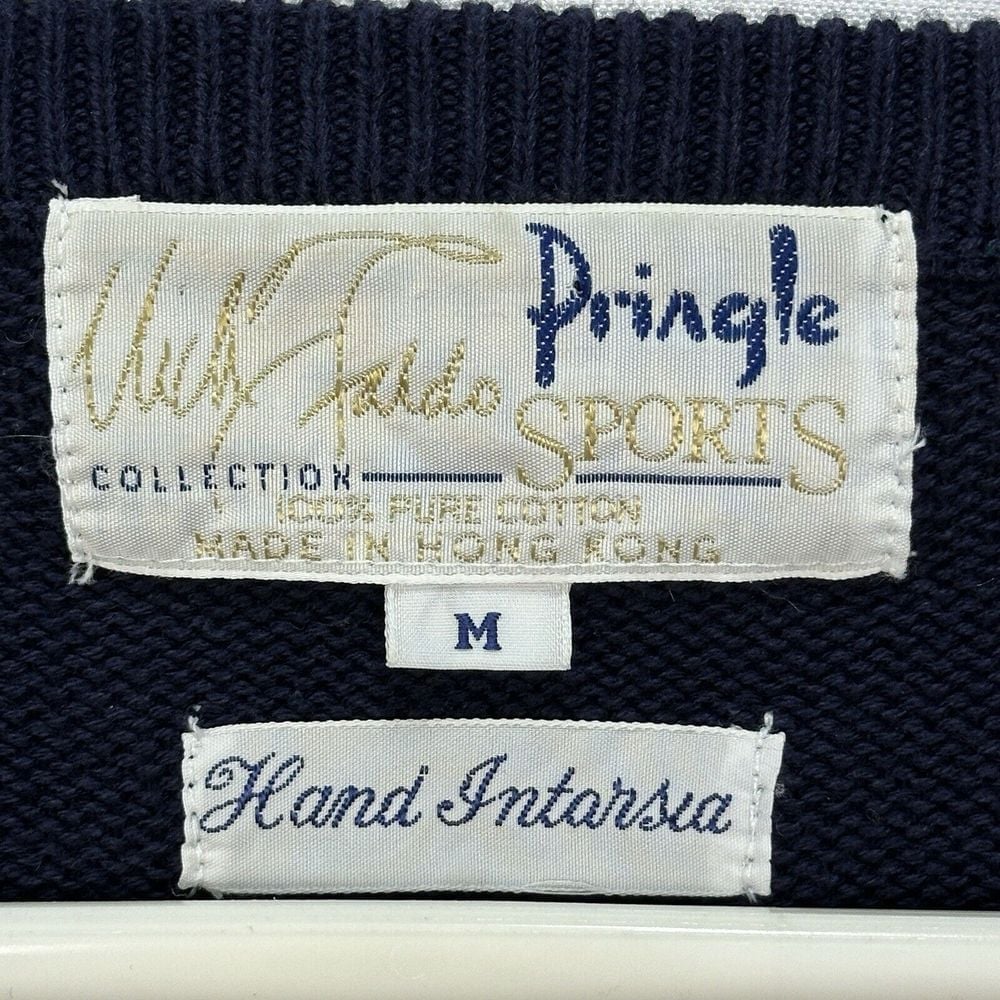 Nick Faldo Pringle
COLLECTION SPORTS
100% PURE COTTON
MADE IN HONG KONG
M
Hand Intarsia